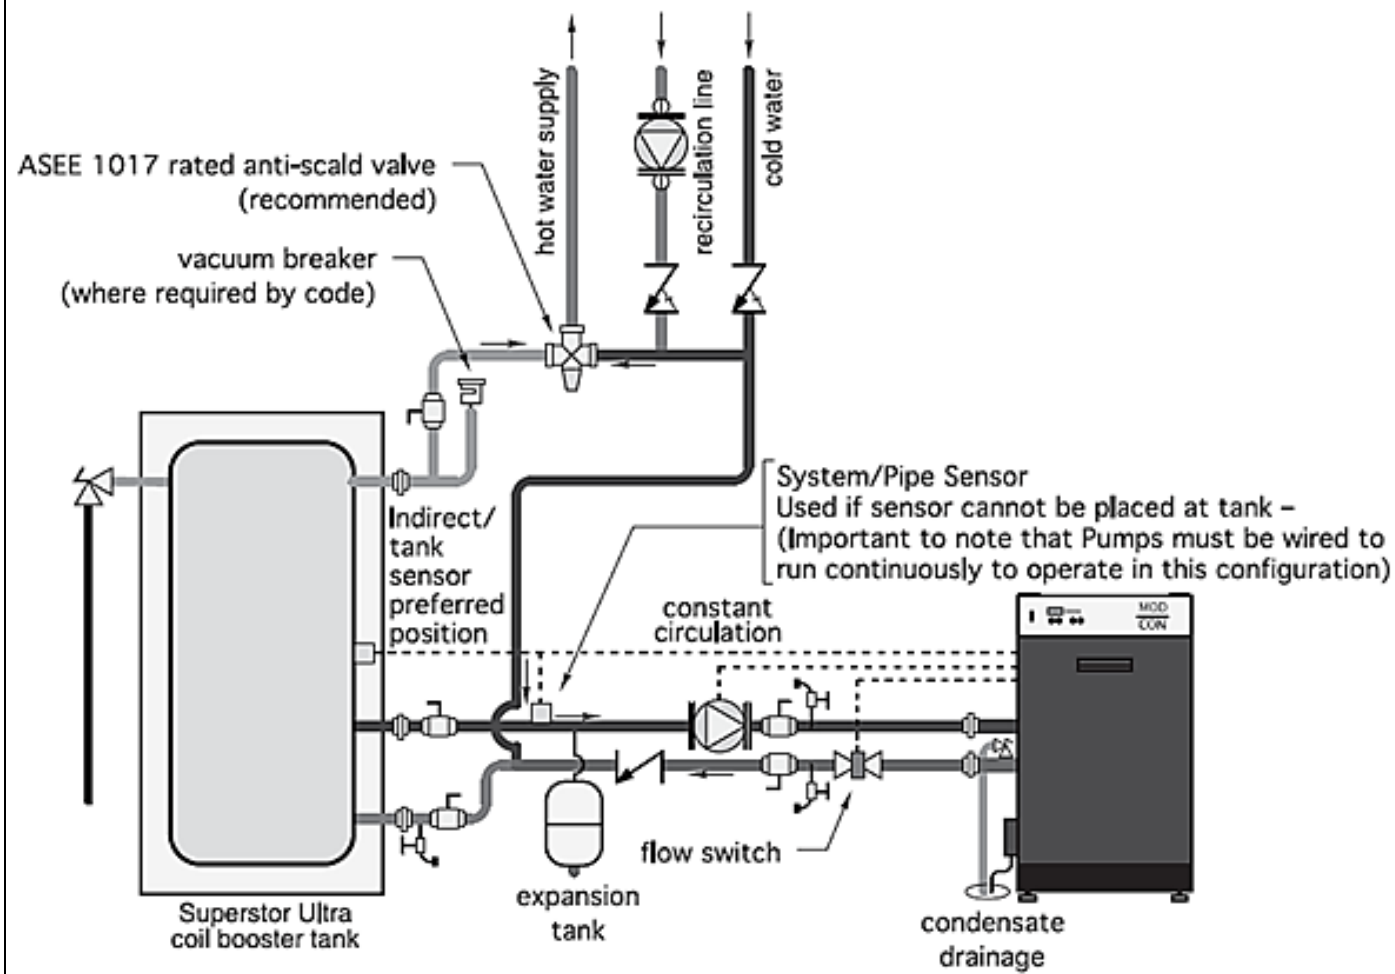 hot water supply
recirculation line
cold water
ASEE 1017 rated anti-scald valve
(recommended)
vacuum breaker
(where required by code)
System/Pipe Sensor
Used if sensor cannot be placed at tank –
(Important to note that Pumps must be wired to
run continuously to operate in this configuration)
Indirect/
tank
sensor
preferred
position
constant
circulation
MOD
CON
flow switch
expansion
tank
Superstor Ultra
coil booster tank
condensate
drainage